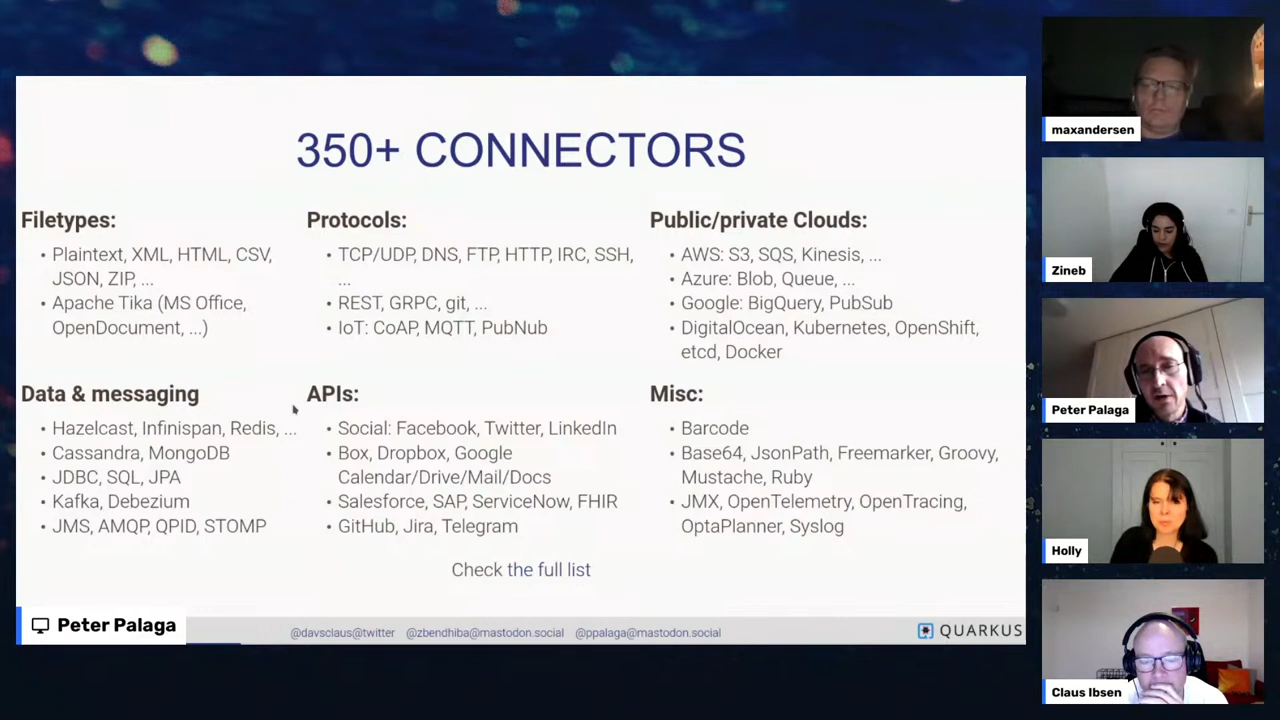 350+ CONNECTORS
Filetypes:
• Plaintext, XML, HTML, CSV,
JSON, ZIP, ...
• Apache Tika (MS Office,
OpenDocument, ...)
Protocols:
• TCP/UDP, DNS, FTP, HTTP, IRC, SSH,
...
• REST, GRPC, git, ...
• IoT: CoAP, MQTT, PubNub
Public/private Clouds:
• AWS: S3, SQS, Kinesis, ...
• Azure: Blob, Queue, ...
• Google: BigQuery, PubSub
• DigitalOcean, Kubernetes, OpenShift,
etcd, Docker
Data & messaging
• Hazelcast, Infinispan, Redis, ...
• Cassandra, MongoDB
• JDBC, SQL, JPA
• Kafka, Debezium
• JMS, AMQP, QPID, STOMP
APIs:
• Social: Facebook, Twitter, LinkedIn
• Box, Dropbox, Google
Calendar/Drive/Mail/Docs
• Salesforce, SAP, ServiceNow, FHIR
• GitHub, Jira, Telegram
Misc:
• Barcode
• Base64, JsonPath, Freemarker, Groovy,
Mustache, Ruby
• JMX, OpenTelemetry, OpenTracing,
OptaPlanner, Syslog
Check the full list
Peter Palaga
@davsclaus@twitter @zbendhiba@mastodon.social @ppalaga@mastodon.social
QUARKUS
maxandersen
Zineb
Peter Palaga
Holly
Claus Ibsen